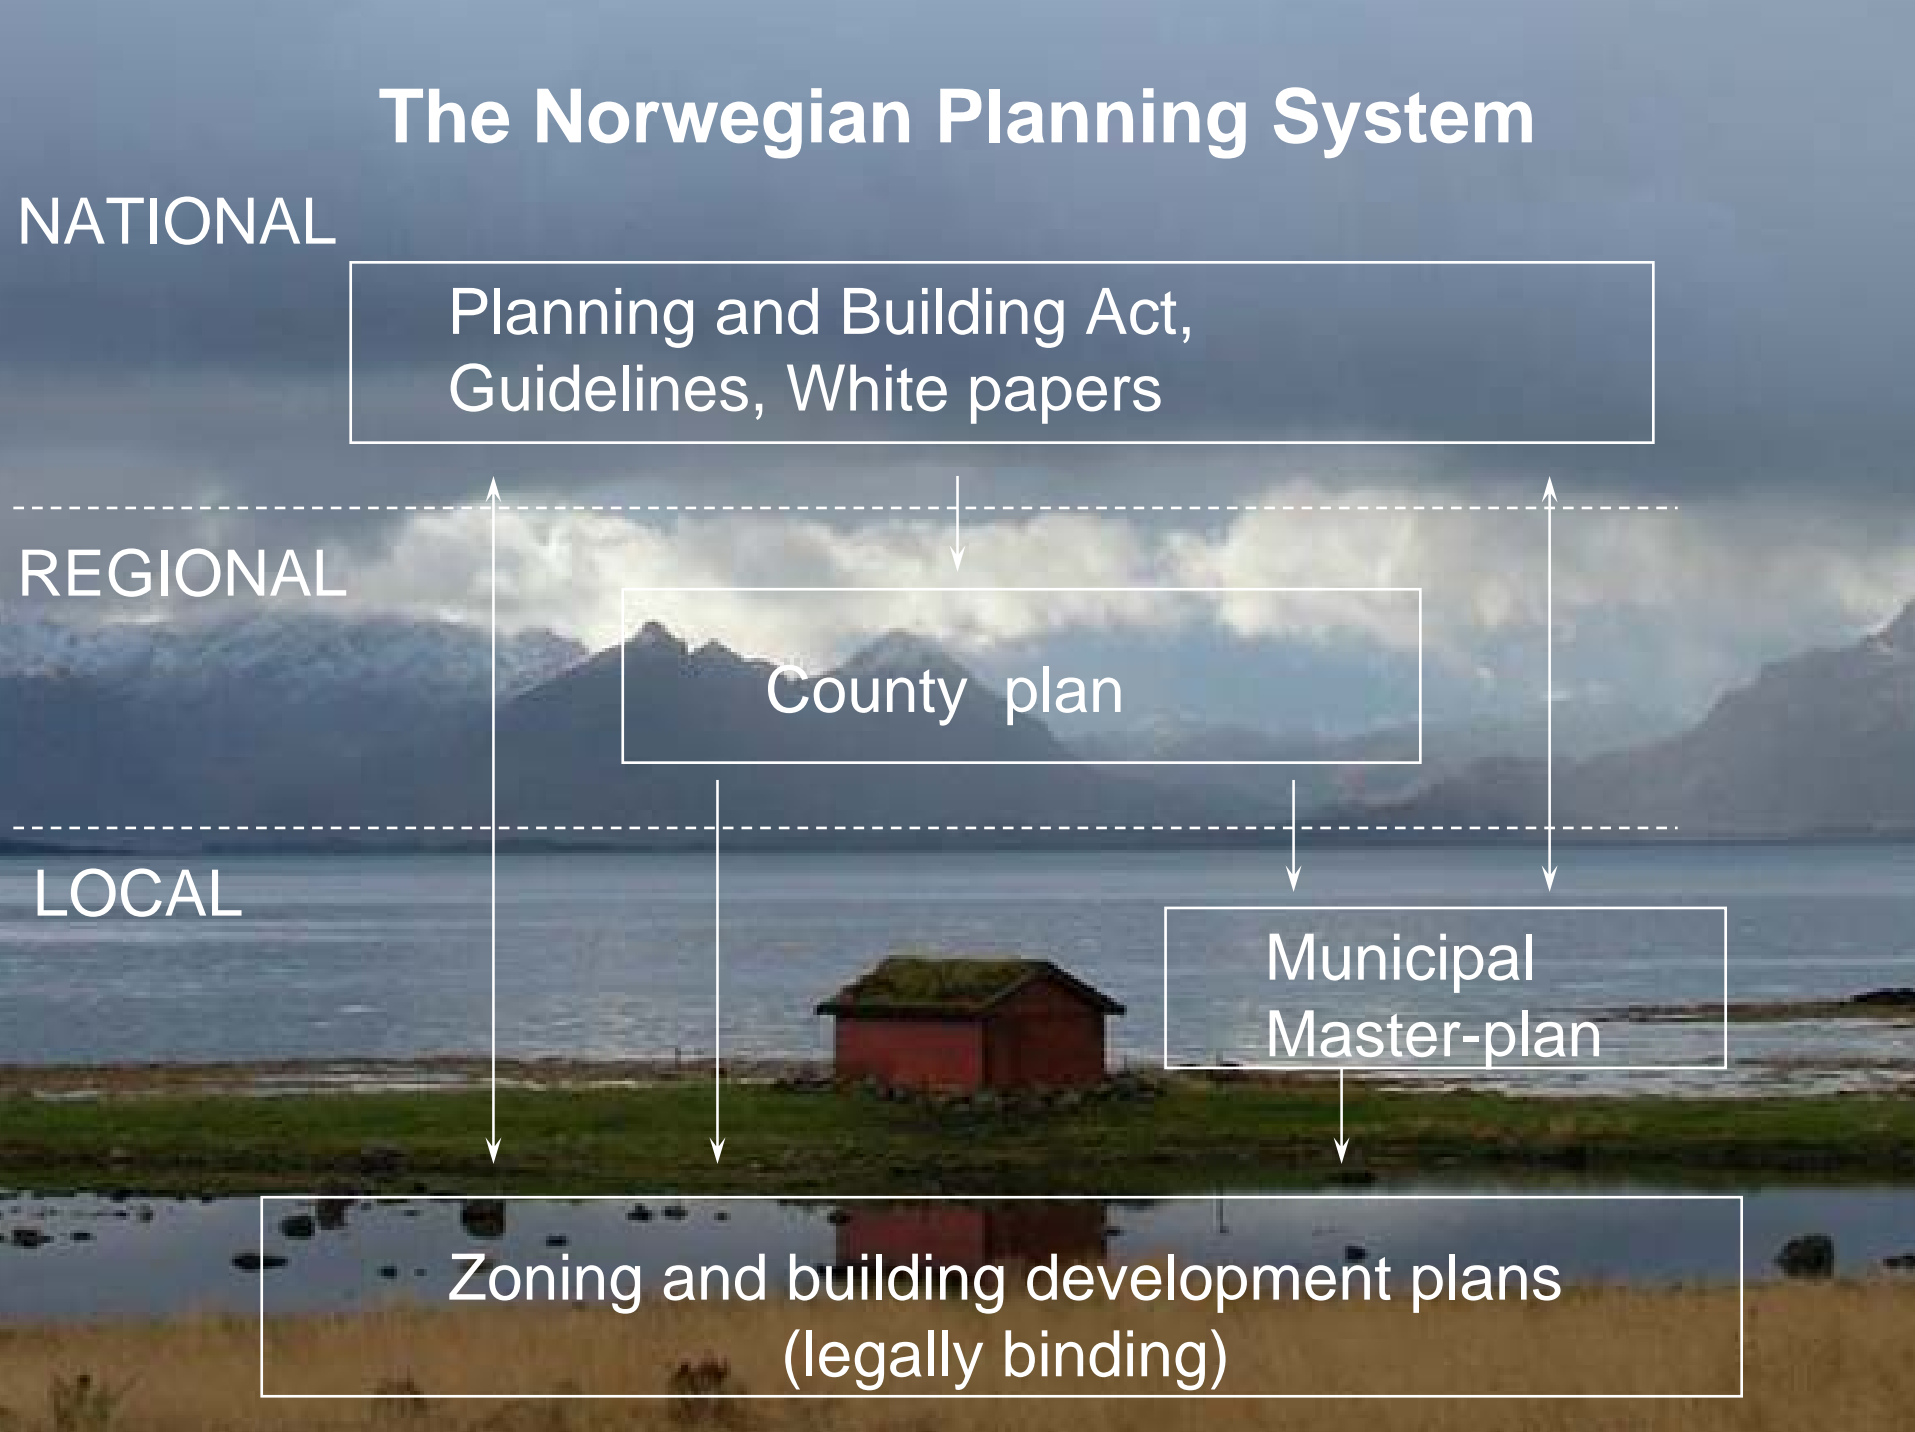 The Norwegian Planning System
NATIONAL
Planning and Building Act,
Guidelines, White papers
REGIONAL
County plan
LOCAL
Municipal
Master-plan
Zoning and building development plans
(legally binding)